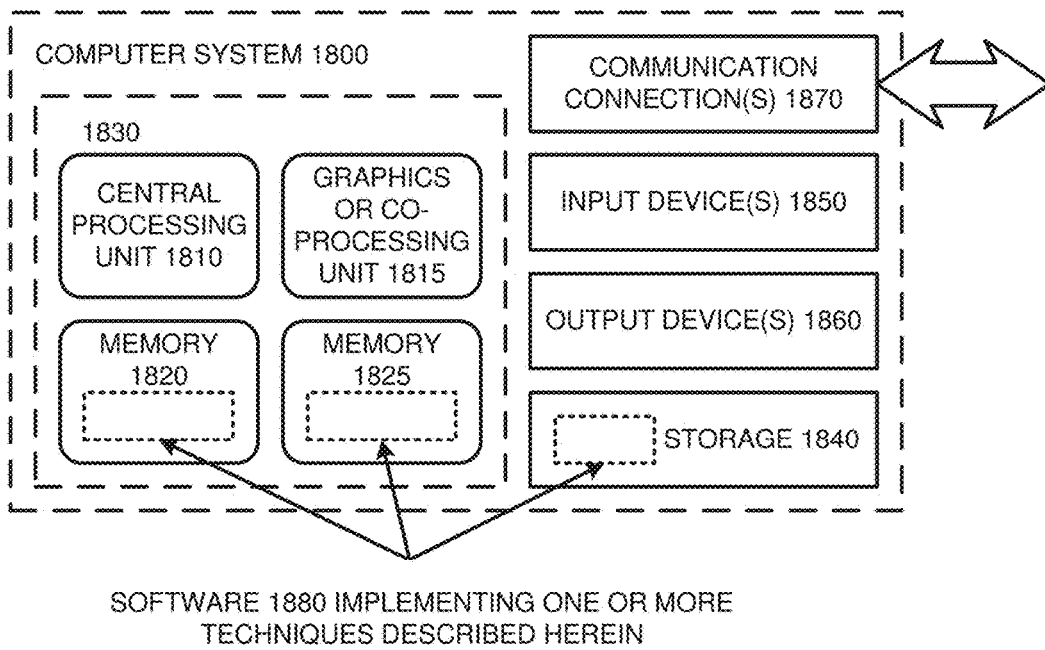 COMPUTER SYSTEM 1800
1830
CENTRAL
PROCESSING
UNIT 1810
GRAPHICS
OR CO-
PROCESSING
UNIT 1815
MEMORY
1820
MEMORY
1825
COMMUNICATION
CONNECTION(S) 1870
INPUT DEVICE(S) 1850
OUTPUT DEVICE(S) 1860
STORAGE 1840
SOFTWARE 1880 IMPLEMENTING ONE OR MORE
TECHNIQUES DESCRIBED HEREIN